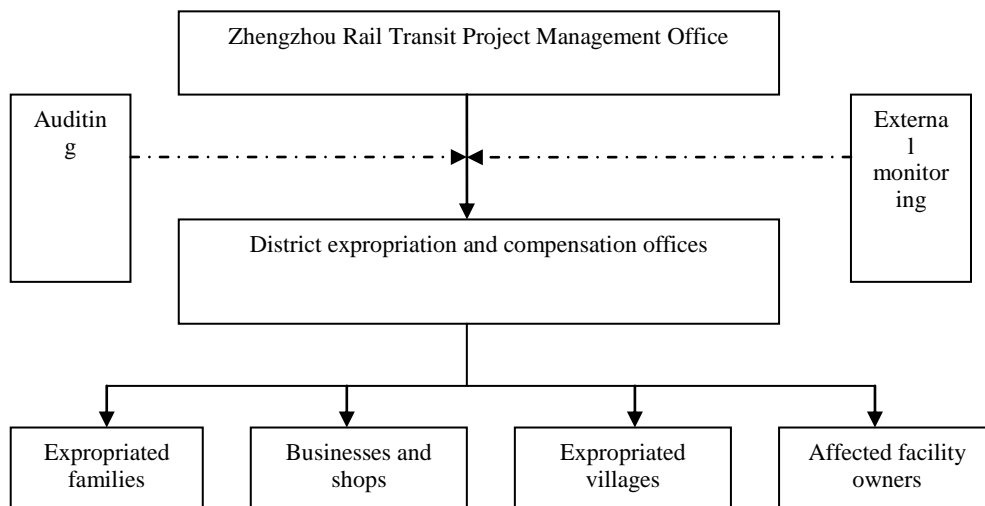 Zhengzhou Rail Transit Project Management Office
Auditin
g
Externa
l
monitor
ing
District expropriation and compensation offices
Expropriated
families
Businesses and
shops
Expropriated
villages
Affected facility
owners